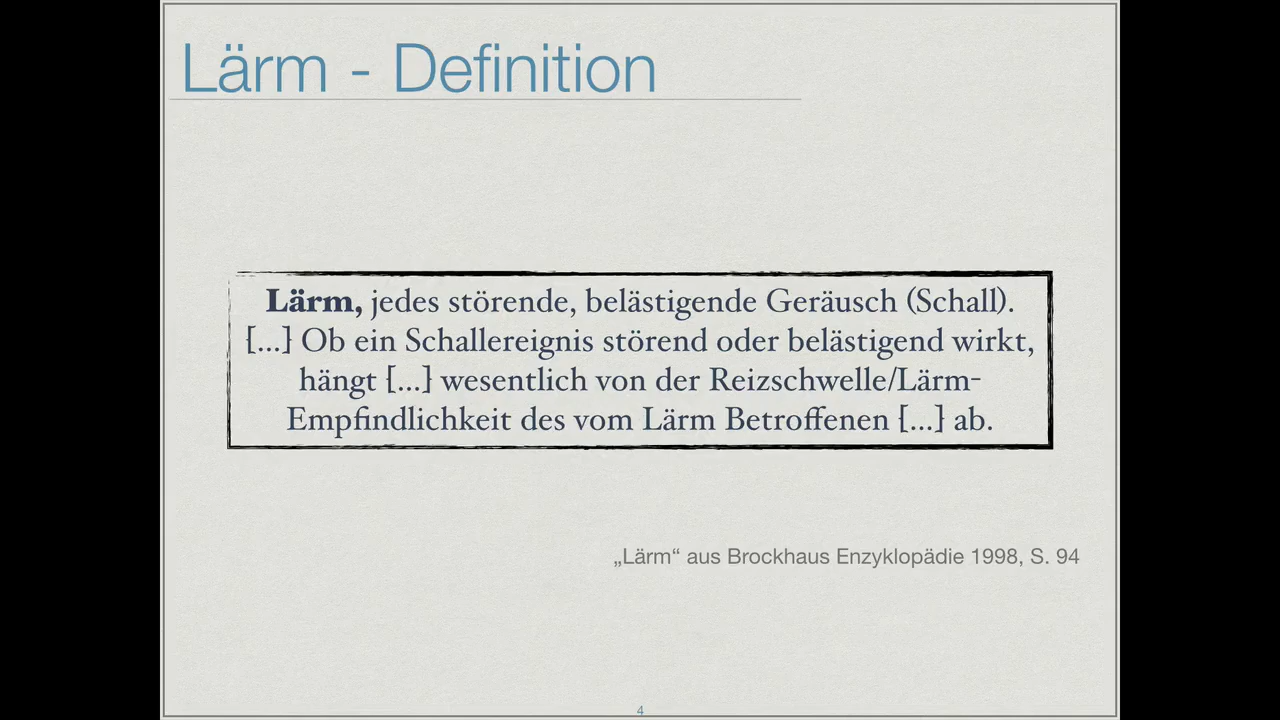 Lärm - Definition
Lärm, jedes störende, belästigende Geräusch (Schall).
[...] Ob ein Schallereignis störend oder belästigend wirkt,
hängt [...] wesentlich von der Reizschwelle/Lärm-
Empfindlichkeit des vom Lärm Betroffenen [...] ab.
„Lärm“ aus Brockhaus Enzyklopädie 1998, S. 94
4